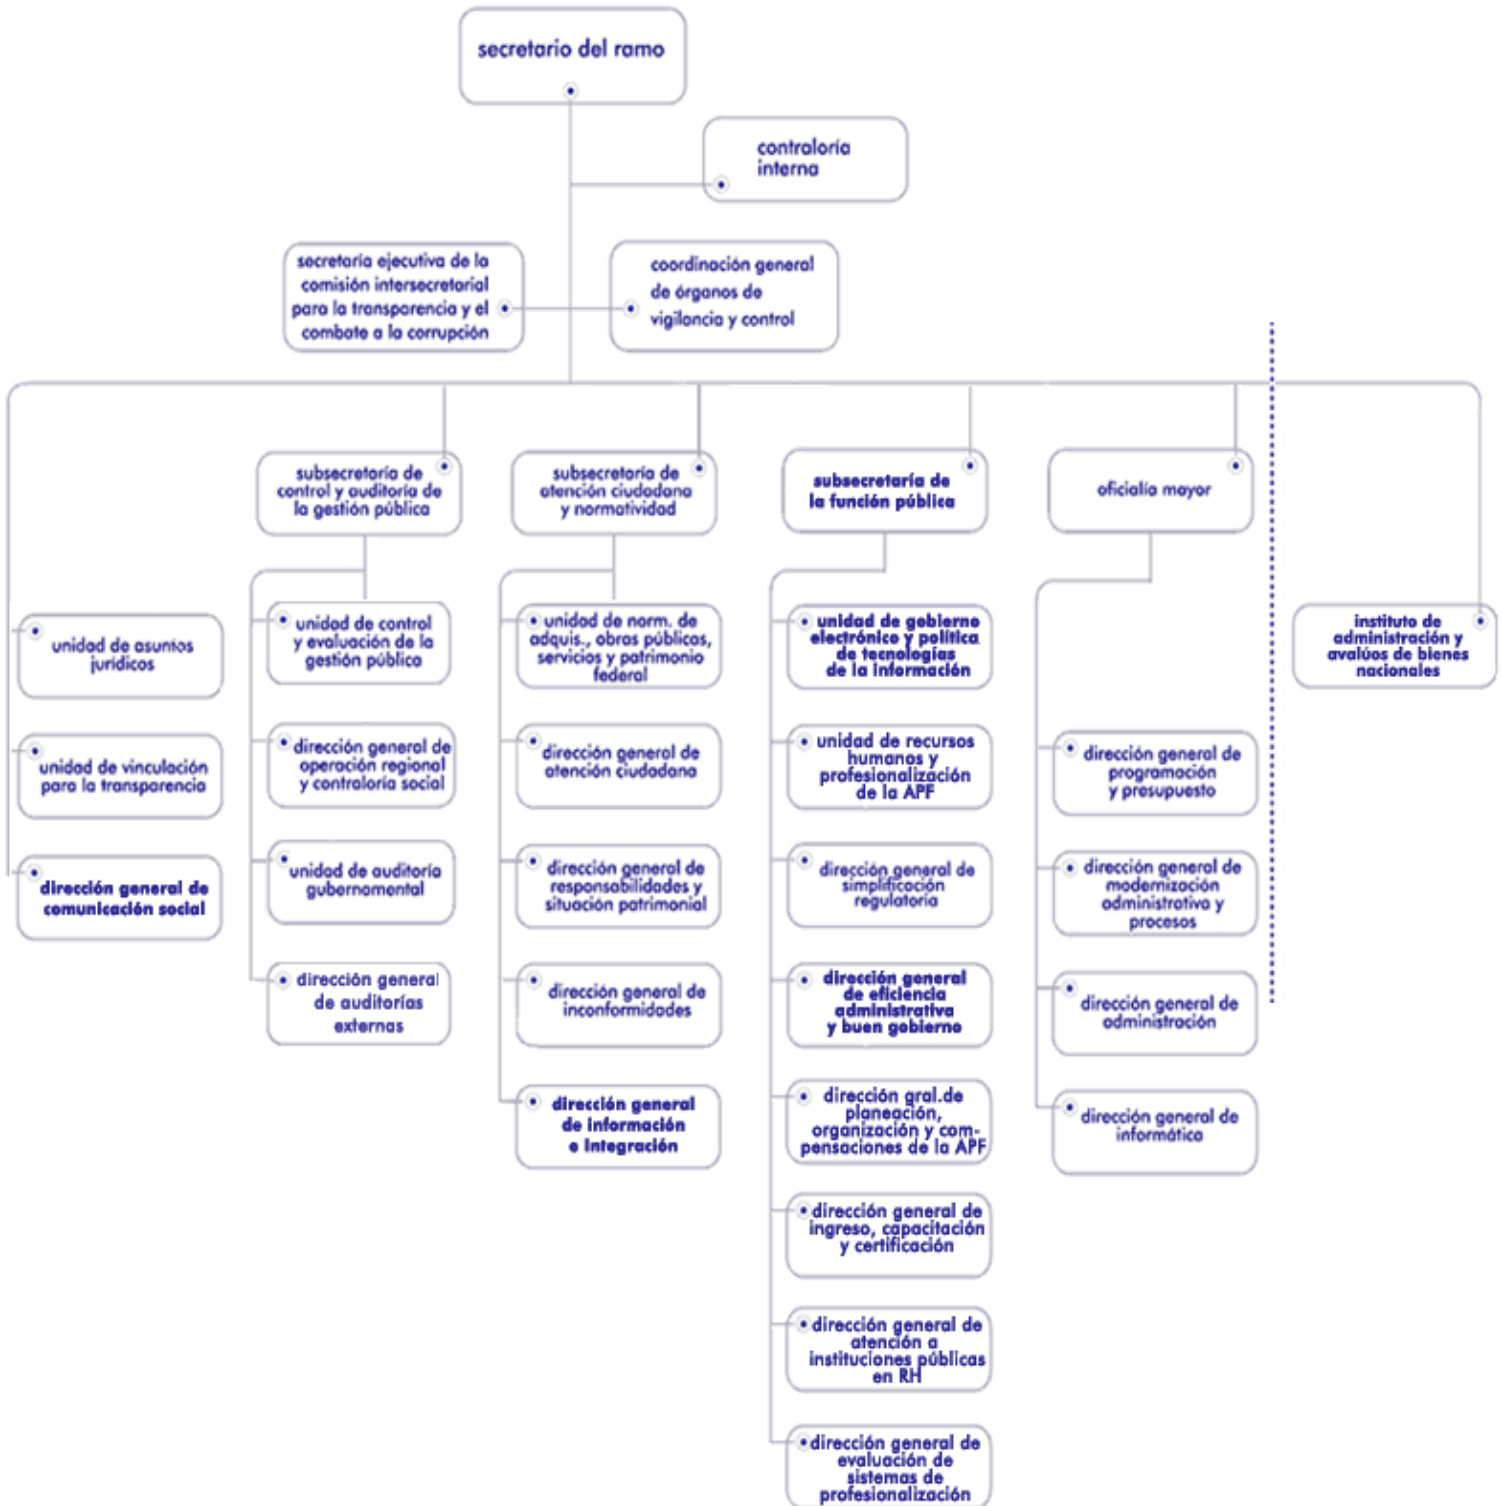 secretario del ramo
contraloría
interna
secretaría ejecutiva de la
comisión intersecretarial
para la transparencia y el
combate a la corrupción
coordinación general
de órganos de
vigilancia y control
subsecretaría de
control y auditoría de
la gestión pública
subsecretaría de
atención ciudadana
y normatividad
subsecretaría de
la función pública
oficialía mayor
unidad de asuntos
jurídicos
unidad de vinculación
para la transparencia
dirección general de
comunicación social
unidad de control
y evaluación de la
gestión pública
dirección general de
operación regional
y contraloría social
unidad de auditoría
gubernamental
dirección general
de auditorías
externas
unidad de norm. de
adquis., obras públicas,
servicios y patrimonio
federal
dirección general de
atención ciudadana
dirección general de
responsabilidades y
situación patrimonial
dirección general de
inconformidades
dirección general
de información
e Integración
unidad de gobierno
electrónico y política
de tecnologías
de la información
unidad de recursos
humanos y
profesionalización
de la APF
dirección general de
simplificación
regulatoria
dirección general
de eficiencia
administrativa
y buen gobierno
dirección gral.de
planeación,
organización y com-
pensaciones de la APF
dirección general de
ingreso, capacitación
y certificación
dirección general de
atención a
instituciones públicas
en RH
dirección general de
evaluación de
sistemas de
profesionalización
dirección general de
programación
y presupuesto
dirección general de
modernización
administrativa y
procesos
dirección general de
administración
dirección general de
informática
instituto de
administración y
avalúos de bienes
nacionales